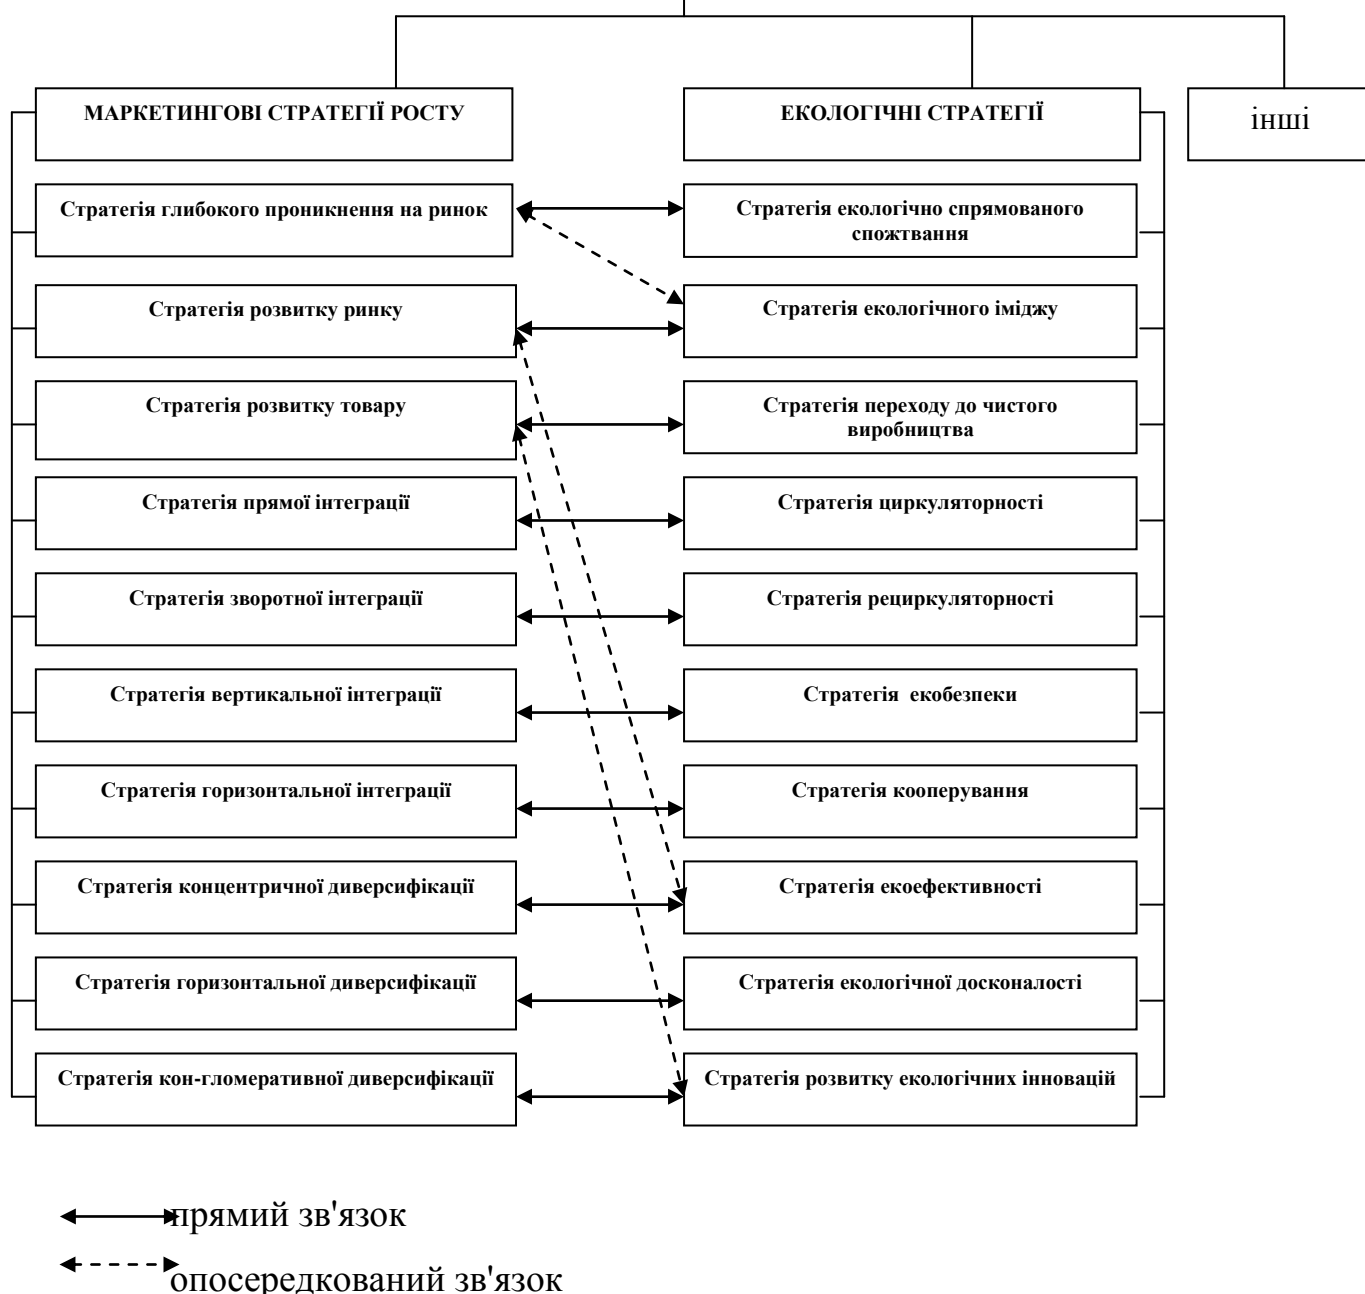 МАРКЕТИНГОВІ СТРАТЕГІЇ РОСТУ
ЕКОЛОГІЧНІ СТРАТЕГІЇ
інші
Стратегія глибокого проникнення на ринок
Стратегія екологічно спрямованого
спожтвання
Стратегія розвитку ринку
Стратегія екологічного іміджу
Стратегія розвитку товару
Стратегія переходу до чистого
виробництва
Стратегія прямої інтеграції
Стратегія циркуляторності
Стратегія зворотної інтеграції
Стратегія рециркуляторності
Стратегія вертикальної інтеграції
Стратегія екобезпеки
Стратегія горизонтальної інтеграції
Стратегія кооперування
Стратегія концентричної диверсифікації
Стратегія екоефективності
Стратегія горизонтальної диверсифікації
Стратегія екологічної досконалості
Стратегія кон-гломеративної диверсифікації
Стратегія розвитку екологічних інновацій
прямий зв'язок
опосередкований зв'язок